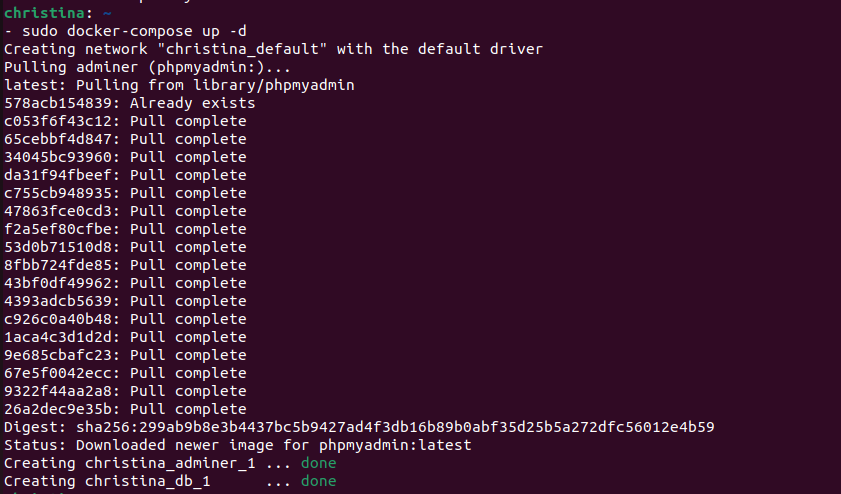 christina: ~
- sudo docker-compose up -d
Creating network "christina_default" with the default driver
Pulling adminer (phpmyadmin:)...
latest: Pulling from library/phpmyadmin
578acb154839: Already exists
c053f6f43c12: Pull complete
65cebbf4d847: Pull complete
34045bc93960: Pull complete
da31f94fbeef: Pull complete
c755cb948935: Pull complete
47863fce0cd3: Pull complete
f2a5ef80cfbe: Pull complete
53d0b71510d8: Pull complete
8fbb724fde85: Pull complete
43bf0df49962: Pull complete
4393adcb5639: Pull complete
c926c0a40b48: Pull complete
1aca4c3d1d2d: Pull complete
9e685cbafc23: Pull complete
67e5f0042ecc: Pull complete
9322f44aa2a8: Pull complete
26a2dec9e35b: Pull complete
Digest: sha256:299ab9b8e3b4437bc5b9427ad4f3db16b89b0abf35d25b5a272dfc56012e4b59
Status: Downloaded newer image for phpmyadmin:latest
Creating christina_adminer_1 ... done
Creating christina_db_1      ... done